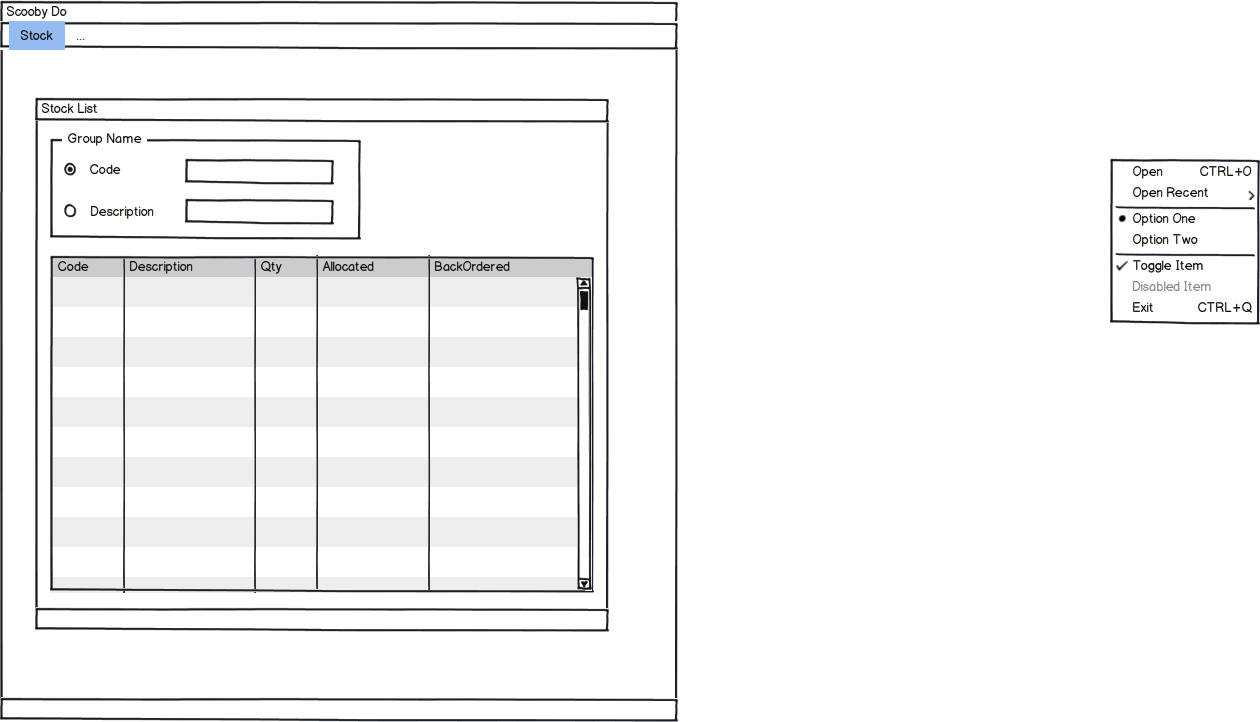 Scooby Do
Stock ...
Stock List
Group Name
Code
Description
Code Description Qty Allocated BackOrdered
Open CTRL+O
Open Recent
Option One
Option Two
Toggle Item
Disabled Item
Exit CTRL+Q